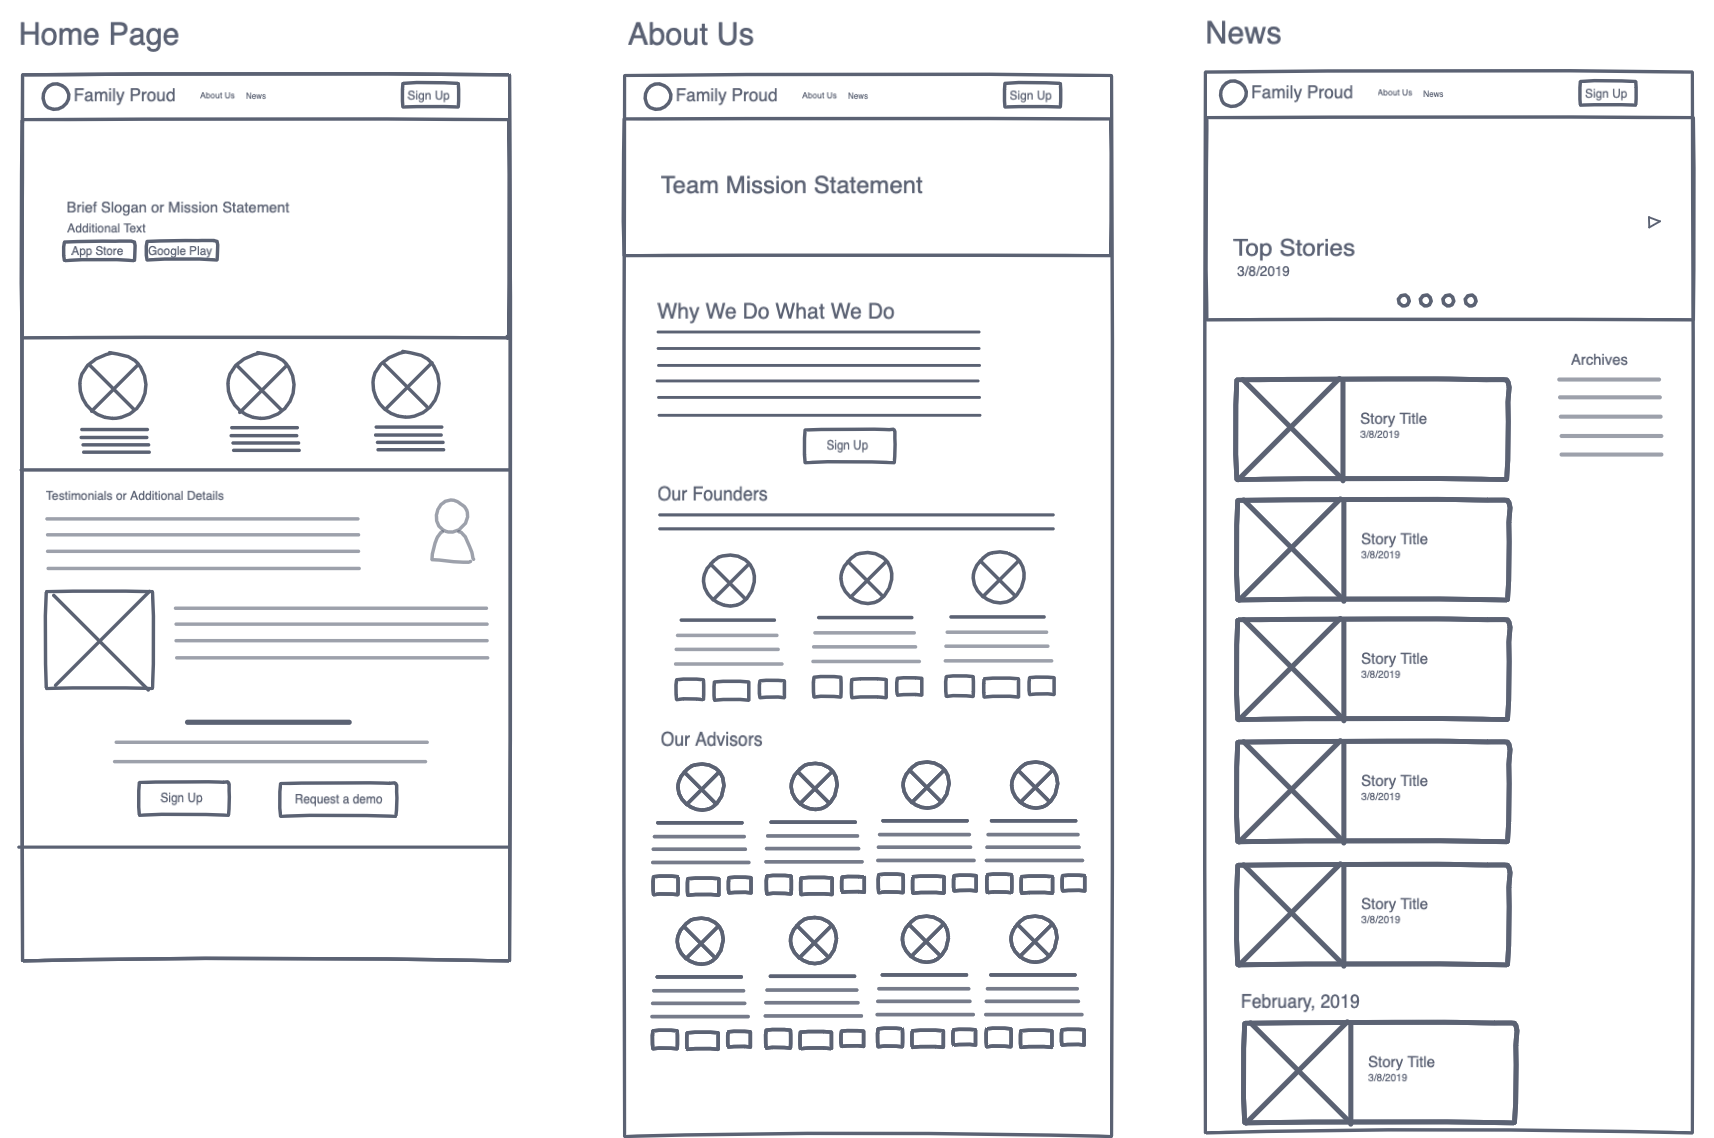 Home Page
Family Proud
About Us
News
Sign Up
Brief Slogan or Mission Statement
Additional Text
App Store
Google Play
Testimonials or Additional Details
Sign Up
Request a demo
About Us
Family Proud
About Us
News
Sign Up
Team Mission Statement
Why We Do What We Do
Sign Up
Our Founders
Our Advisors
News
Family Proud
About Us
News
Sign Up
Top Stories
3/8/2019
Archives
Story Title
3/8/2019
Story Title
3/8/2019
Story Title
3/8/2019
Story Title
3/8/2019
Story Title
3/8/2019
February, 2019
Story Title
3/8/2019